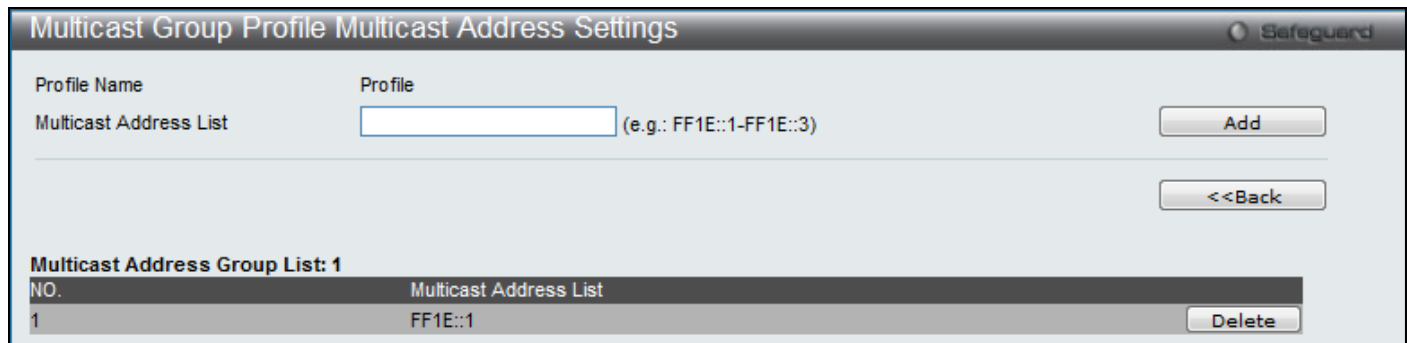 Multicast Group Profile Multicast Address Settings Safeguard
Profile Name Profile
Multicast Address List (e.g.: FF1E::1-FF1E::3) Add
<<Back
Multicast Address Group List: 1
NO. Multicast Address List
1 FF1E::1 Delete